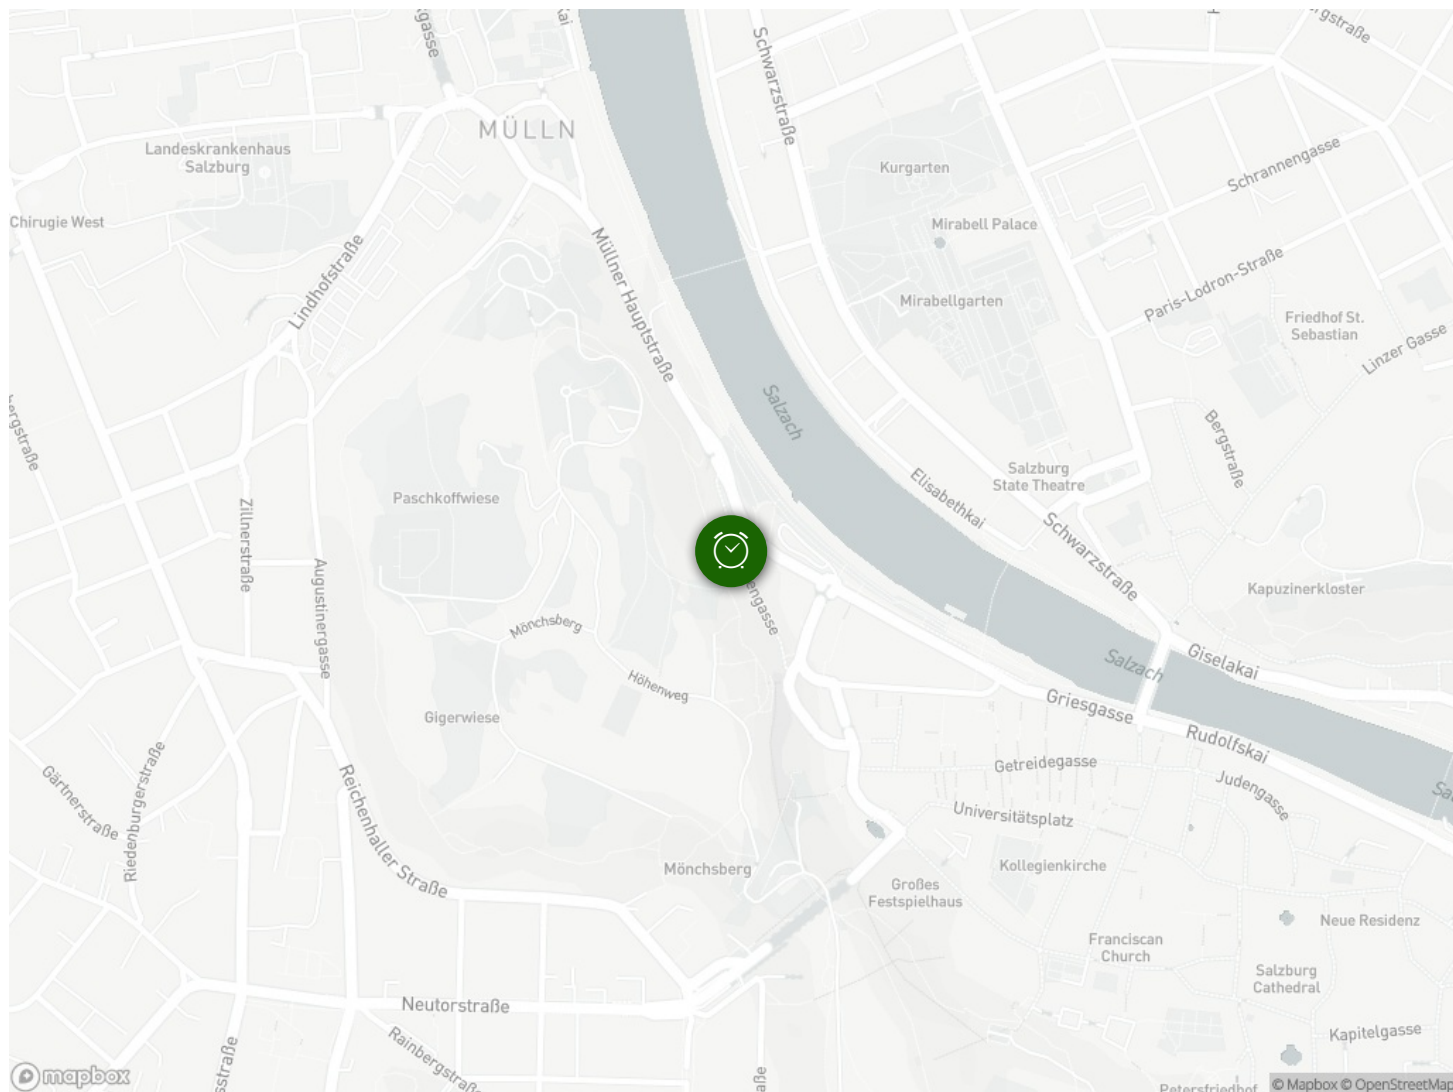 MÜLLN
Schwarzstraße
Landeskrankenhaus
Salzburg
Kurgarten
Schrannengasse
Chirugie West
Mirabell Palace
Lindhofstraße
Müllner Hauptstraße
Paris-Lodron-Straße
Mirabellgarten
Friedhof St.
Sebastian
Linzer Gasse
Salzach
Bergstraße
Salzburg
State Theatre
Elisabethkai
Paschkoffwiese
Zillnerstraße
Augustinergasse
Schwarzstraße
Kapuzinerkloster
Mönchsberg
Giselakai
Salzach
Höhenweg
Griesgasse
Gigerwiese
Rudolfskai
Getreidegasse
Judengasse
Gärtnerstraße
Riedenburgerstraße
Reichenhaller Straße
Universitätsplatz
Mönchsberg
Kollegienkirche
Großes
Festspielhaus
Neue Residenz
Franciscan
Church
Salzburg
Cathedral
Neutorstraße
Kapitelgasse
Rainbergstraße
Petersfriedhof
mapbox
© Mapbox © OpenStreetMap